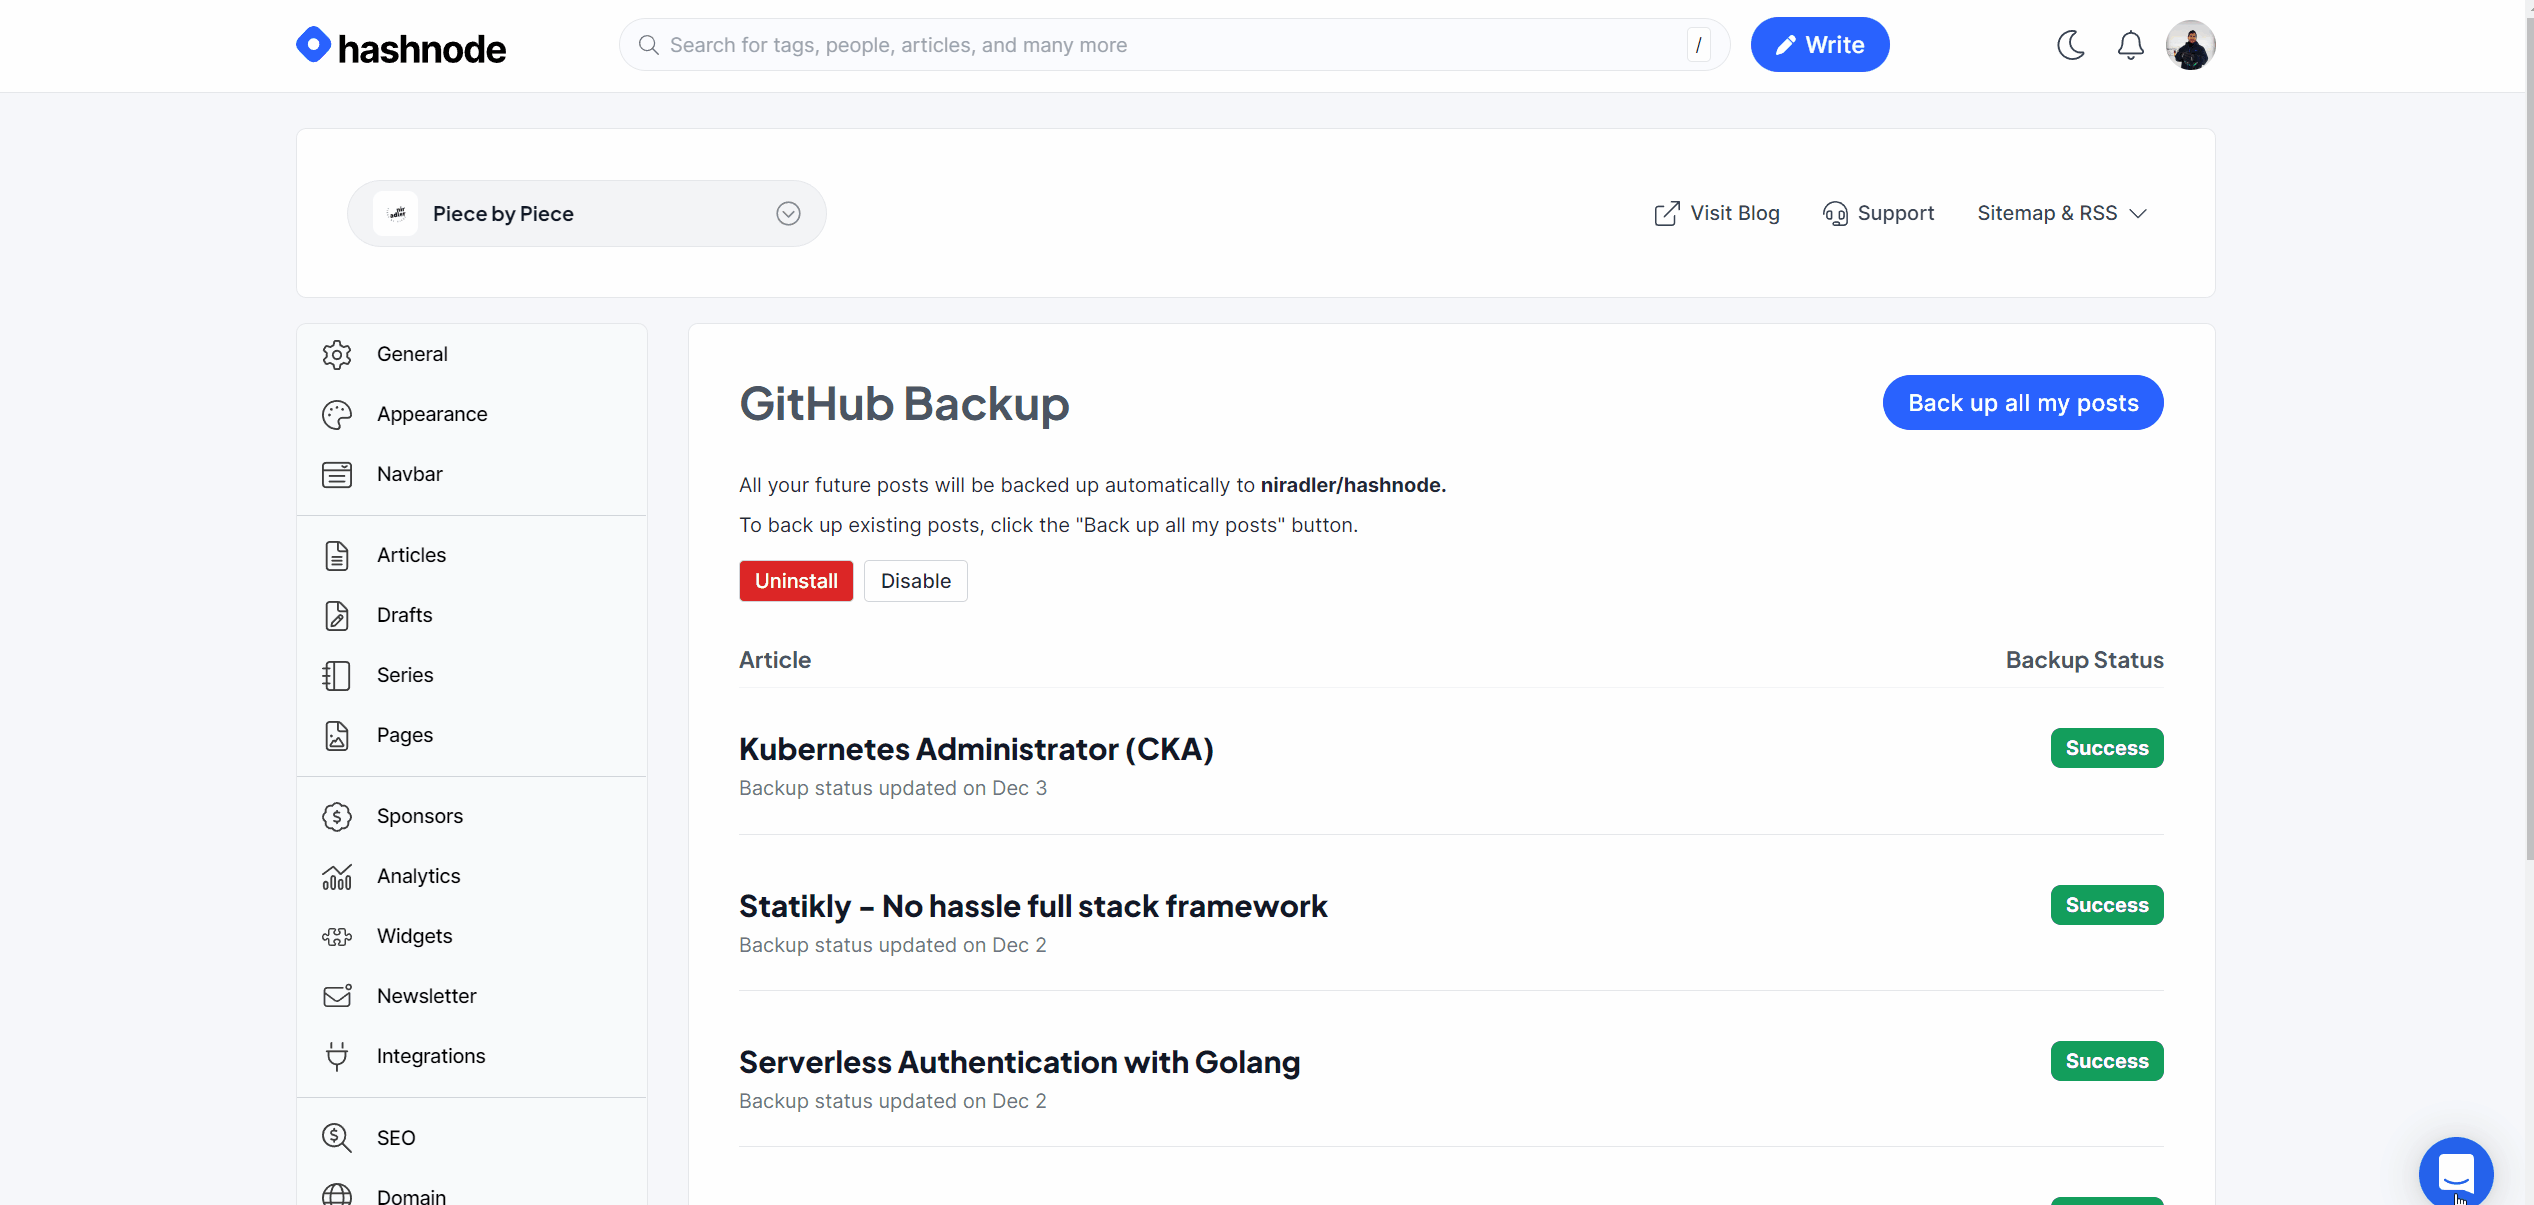 hashnode
Search for tags, people, articles, and many more
/
Write
Piece by Piece
Visit Blog
Support
Sitemap & RSS
General
Appearance
Navbar
Articles
Drafts
Series
Pages
Sponsors
Analytics
Widgets
Newsletter
Integrations
SEO
Domain
GitHub Backup
Back up all my posts
All your future posts will be backed up automatically to niradler/hashnode.
To back up existing posts, click the "Back up all my posts" button.
Uninstall
Disable
Article
Backup Status
Kubernetes Administrator (CKA)
Success
Backup status updated on Dec 3
Statikly – No hassle full stack framework
Success
Backup status updated on Dec 2
Serverless Authentication with Golang
Success
Backup status updated on Dec 2